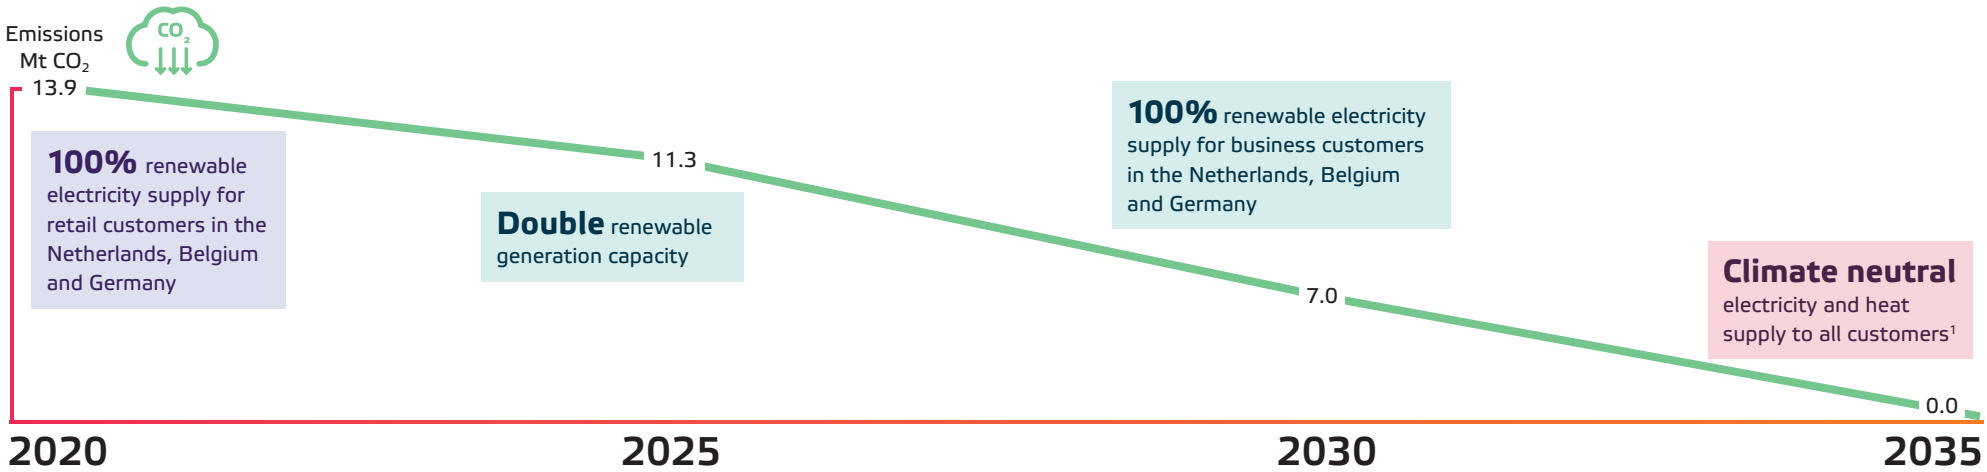 Emissions
Mt CO₂
CO₂
13.9
100% renewable
electricity supply for
retail customers in the
Netherlands, Belgium
and Germany
11.3
Double renewable
generation capacity
100% renewable electricity
supply for business customers
in the Netherlands, Belgium
and Germany
7.0
Climate neutral
electricity and heat
supply to all customers¹
0.0
2020
2025
2030
2035